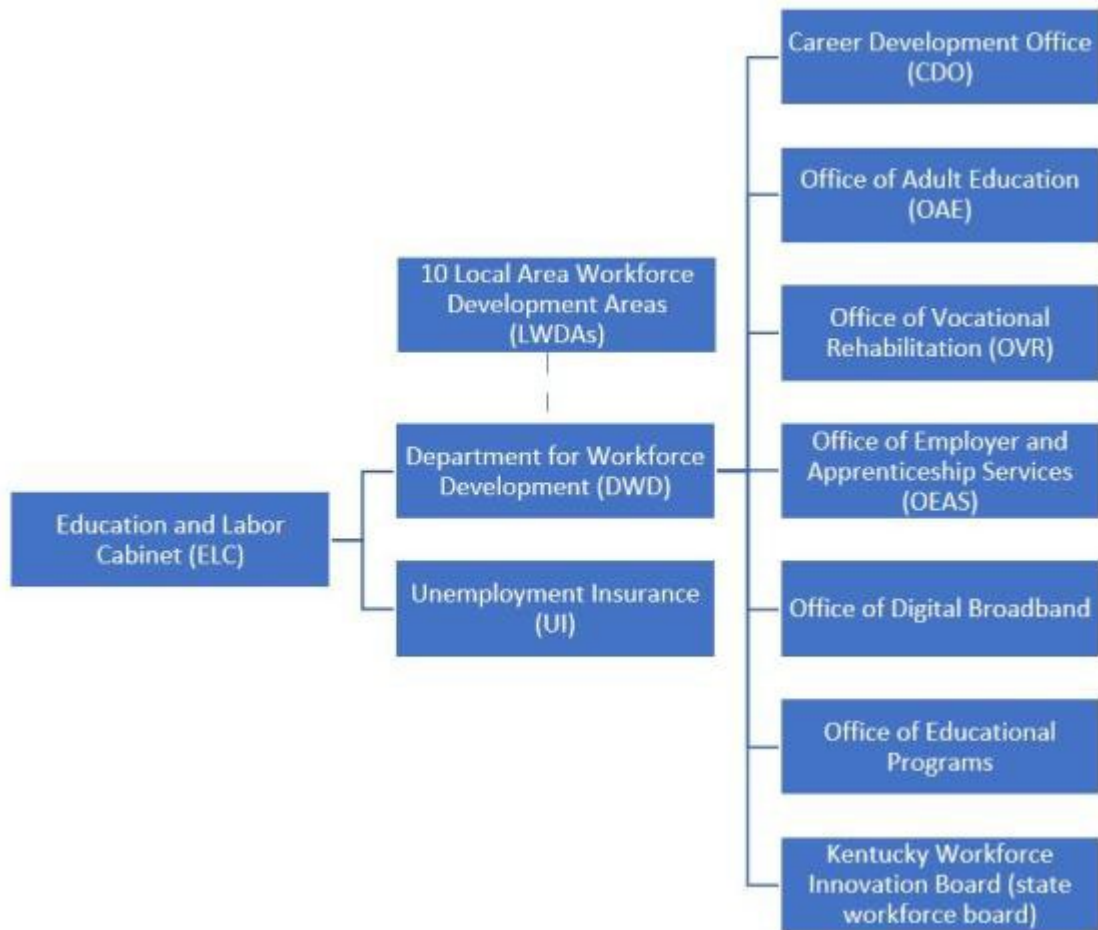 Education and Labor
Cabinet (ELC)
10 Local Area Workforce
Development Areas
(LWDAs)
Department for Workforce
Development (DWD)
Unemployment Insurance
(UI)
Career Development Office
(CDO)
Office of Adult Education
(OAE)
Office of Vocational
Rehabilitation (OVR)
Office of Employer and
Apprenticeship Services
(OEAS)
Office of Digital Broadband
Office of Educational
Programs
Kentucky Workforce
Innovation Board (state
workforce board)